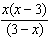 x(x − 3)
(3 − x)